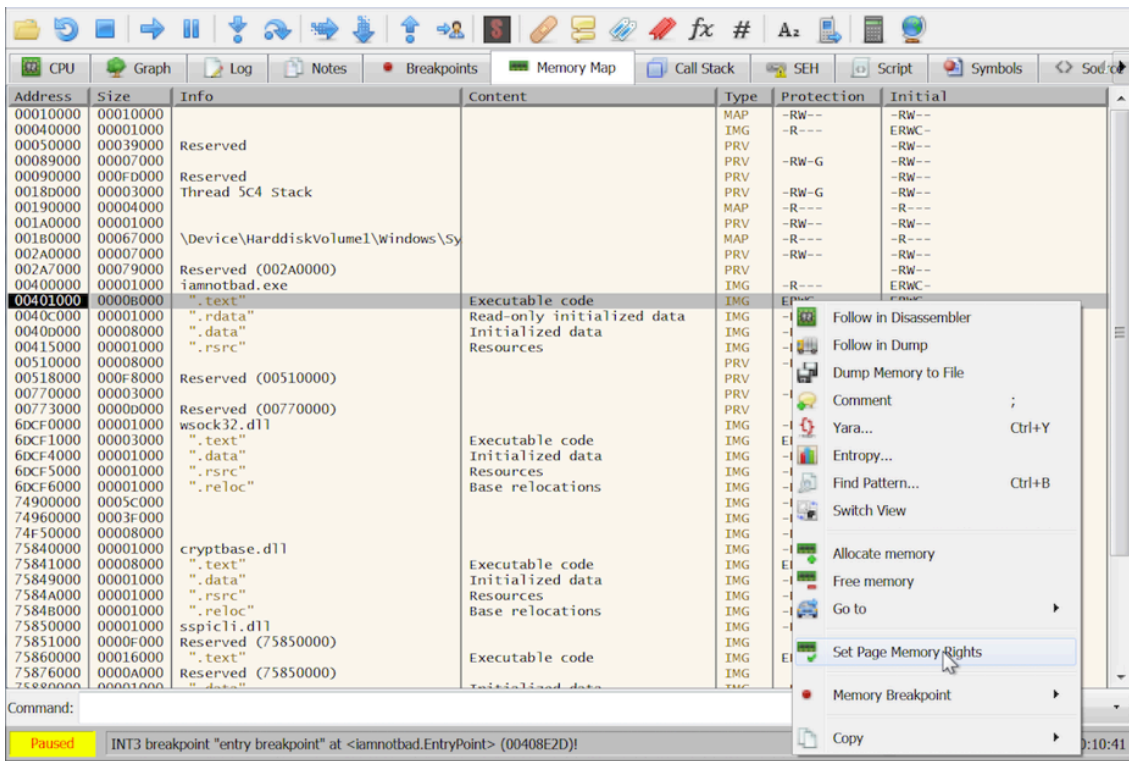 fx # Az
CPU Graph Log Notes Breakpoints Memory Map Call Stack SEH Script Symbols
Address Size Info Content Type Protection Initial
00010000 00010000 MAP -RW-- -RW--
00040000 00001000 IMG -R--- ERWC-
00050000 00039000 Reserved PRV -RW--
00089000 00007000 PRV -RW-G -RW--
00090000 000FD000 Reserved PRV -RW--
0018D000 00003000 Thread 5C4 Stack PRV -RW-G -RW--
00190000 00004000 MAP -R--- -R---
001A0000 00001000 PRV -RW-- -RW--
001B0000 00067000 \Device\HarddiskVolume1\Windows\Sy MAP -R--- -R---
002A0000 00007000 PRV -RW-- -RW--
002A7000 00079000 Reserved (002A0000) PRV -RW--
00400000 00001000 iamnotbad.exe IMG -R--- ERWC-
00401000 0000B000 ".text" Executable code IMG
0040C000 00001000 ".rdata" Read-only initialized data IMG
0040D000 00008000 ".data" Initialized data IMG
00415000 00001000 ".rsrc" Resources IMG
00510000 00008000 PRV
00518000 000F8000 Reserved (00510000) PRV
00770000 00003000 PRV
00773000 0000D000 Reserved (00770000) PRV
6DCF0000 00001000 wsock32.dll IMG
6DCF1000 00003000 ".text" Executable code IMG
6DCF4000 00001000 ".data" Initialized data IMG
6DCF5000 00001000 ".rsrc" Resources IMG
6DCF6000 00001000 ".reloc" Base relocations IMG
74900000 0005C000 IMG
74960000 0003F000 IMG
74F50000 00008000 IMG
75840000 00001000 cryptbase.dll IMG
75841000 00008000 ".text" Executable code IMG
75849000 00001000 ".data" Initialized data IMG
7584A000 00001000 ".rsrc" Resources IMG
7584B000 00001000 ".reloc" Base relocations IMG
75850000 00001000 sspicli.dll IMG
75851000 0000F000 Reserved (75850000) IMG
75860000 00016000 ".text" Executable code IMG
75876000 0000A000 Reserved (75850000) IMG
75880000 00001000 ".data" Initialized data IMG
Follow in Disassembler
Follow in Dump
Dump Memory to File
Comment ;
Yara... Ctrl+Y
Entropy...
Find Pattern... Ctrl+B
Switch View
Allocate memory
Free memory
Go to
Set Page Memory Rights
Memory Breakpoint
Copy
Command:
Paused INT3 breakpoint "entry breakpoint" at <iamnotbad.EntryPoint> (00408E2D)! 0:10:41